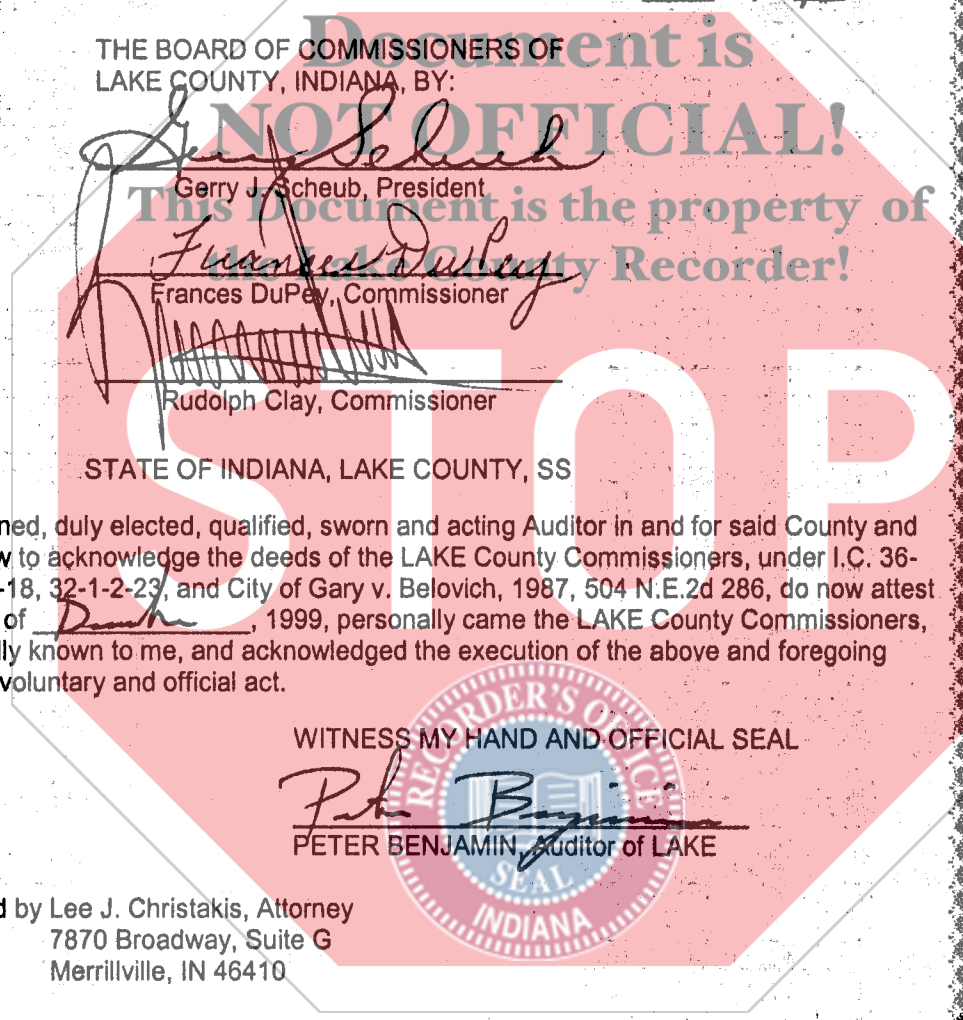 Document is
THE BOARD OF COMMISSIONERS OF
LAKE COUNTY, INDIANA, BY:
NOT OFFICIAL!
Gerry J. Scheub, President
This Document is the property of
the Lake County Recorder!
Frances DuPey, Commissioner
STOP
Rudolph Clay, Commissioner
STATE OF INDIANA, LAKE COUNTY, SS
ned, duly elected, qualified, sworn and acting Auditor in and for said County and
w to acknowledge the deeds of the LAKE County Commissioners, under I.C. 36-
-18, 32-1-2-23, and City of Gary v. Belovich, 1987, 504 N.E.2d 286, do now attest
of , 1999, personally came the LAKE County Commissioners,
lly known to me, and acknowledged the execution of the above and foregoing
voluntary and official act.
RECORDER'S OFFICE
WITNESS MY HAND AND OFFICIAL SEAL
PETER BENJAMIN, Auditor of LAKE
SEAL
INDIANA
d by Lee J. Christakis, Attorney
7870 Broadway, Suite G
Merrillville, IN 46410